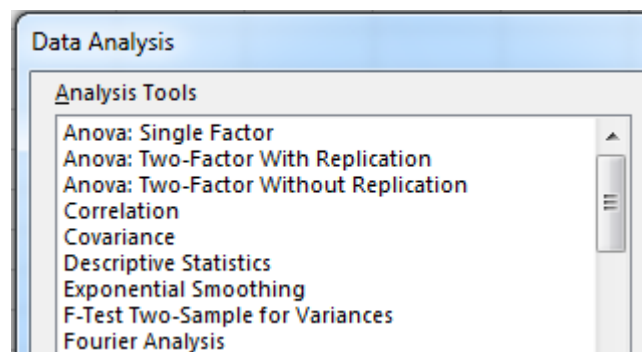 Data Analysis
Analysis Tools
Anova: Single Factor
Anova: Two-Factor With Replication
Anova: Two-Factor Without Replication
Correlation
Covariance
Descriptive Statistics
Exponential Smoothing
F-Test Two-Sample for Variances
Fourier Analysis